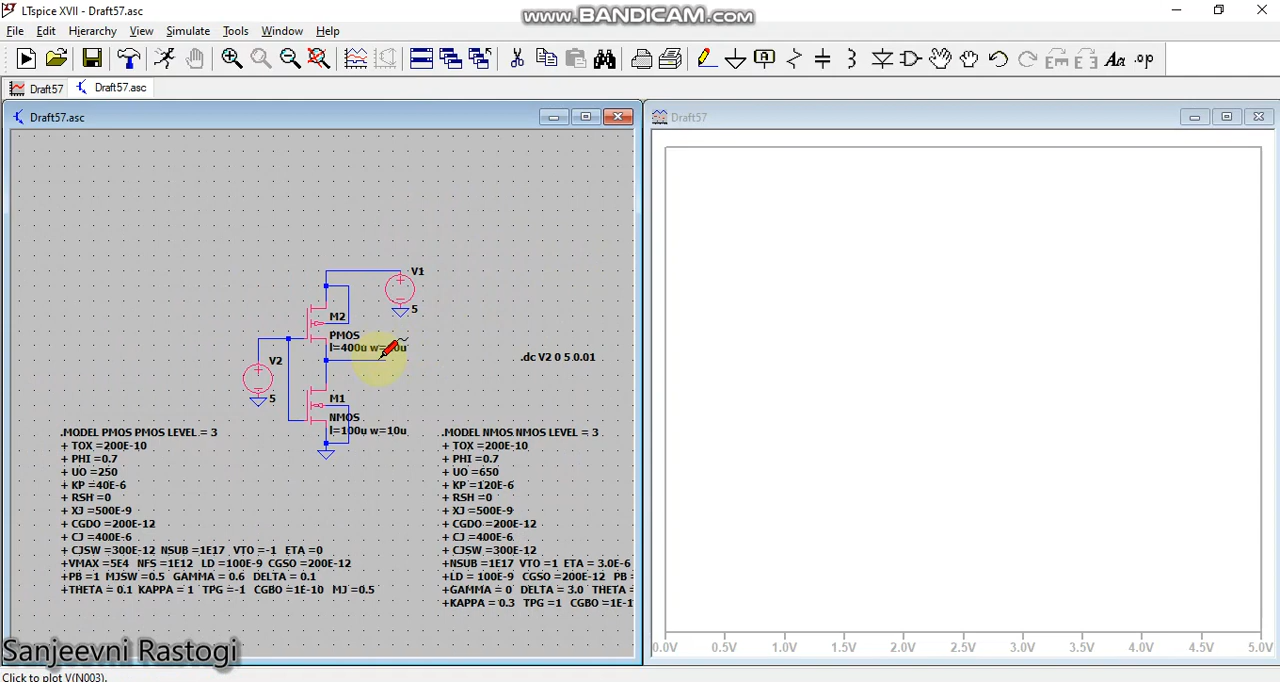 LTspice XVII - Draft57.asc
www.BANDICAM.com
File Edit Hierarchy View Simulate Tools Window Help
Draft57 Draft57.asc
Draft57.asc
Draft57
V1
5
M2
PMOS
V2
5
.dc V2 0 5 0.01
M1
NMOS
l=100u w=10u
.MODEL PMOS PMOS LEVEL = 3
+ TOX =200E-10
+ PHI =0.7
+ UO =250
+ KP =40E-6
+ RSH =0
+ XJ =500E-9
+ CGDO =200E-12
+ CJ =400E-6
+ CJSW =300E-12 NSUB =1E17 VTO =-1 ETA =0
+VMAX = 5E4 NFS = 1E12 LD =100E-9 CGSO =200E-12
+PB =1 MJSW =0.5 GAMMA = 0.6 DELTA = 0.1
+THETA = 0.1 KAPPA = 1 TPG =-1 CGBO =1E-10 MJ =0.5
.MODEL NMOS NMOS LEVEL = 3
+ TOX =200E-10
+ PHI =0.7
+ UO =650
+ KP =120E-6
+ RSH =0
+ XJ =500E-9
+ CGDO =200E-12
+ CJ =400E-6
+ CJSW =300E-12
+NSUB =1E17 VTO =1 ETA = 3.0E-6
+LD = 100E-9 CGSO =200E-12 PB =
+GAMMA = 0 DELTA = 3.0 THETA =
+KAPPA = 0.3 TPG =1 CGBO =1E-1
0.0V 0.5V 1.0V 1.5V 2.0V 2.5V 3.0V 3.5V 4.0V 4.5V 5.0V
Sanjeevni Rastogi
Click to plot V(N003).